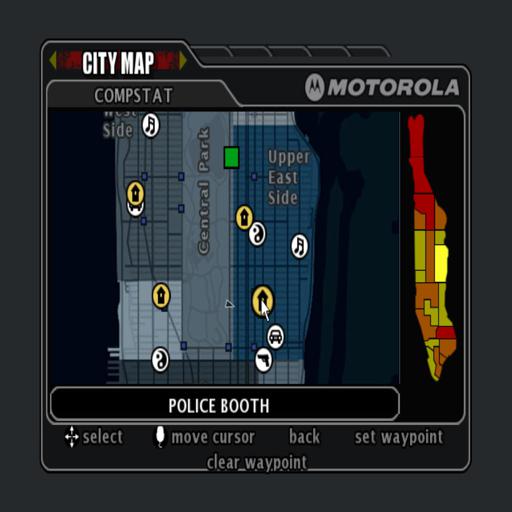 CITY MAP
COMPSTAT
MOTOROLA
West
Side
Central Park
Upper
East
Side
POLICE BOOTH
select
move cursor
back
set waypoint
clear waypoint